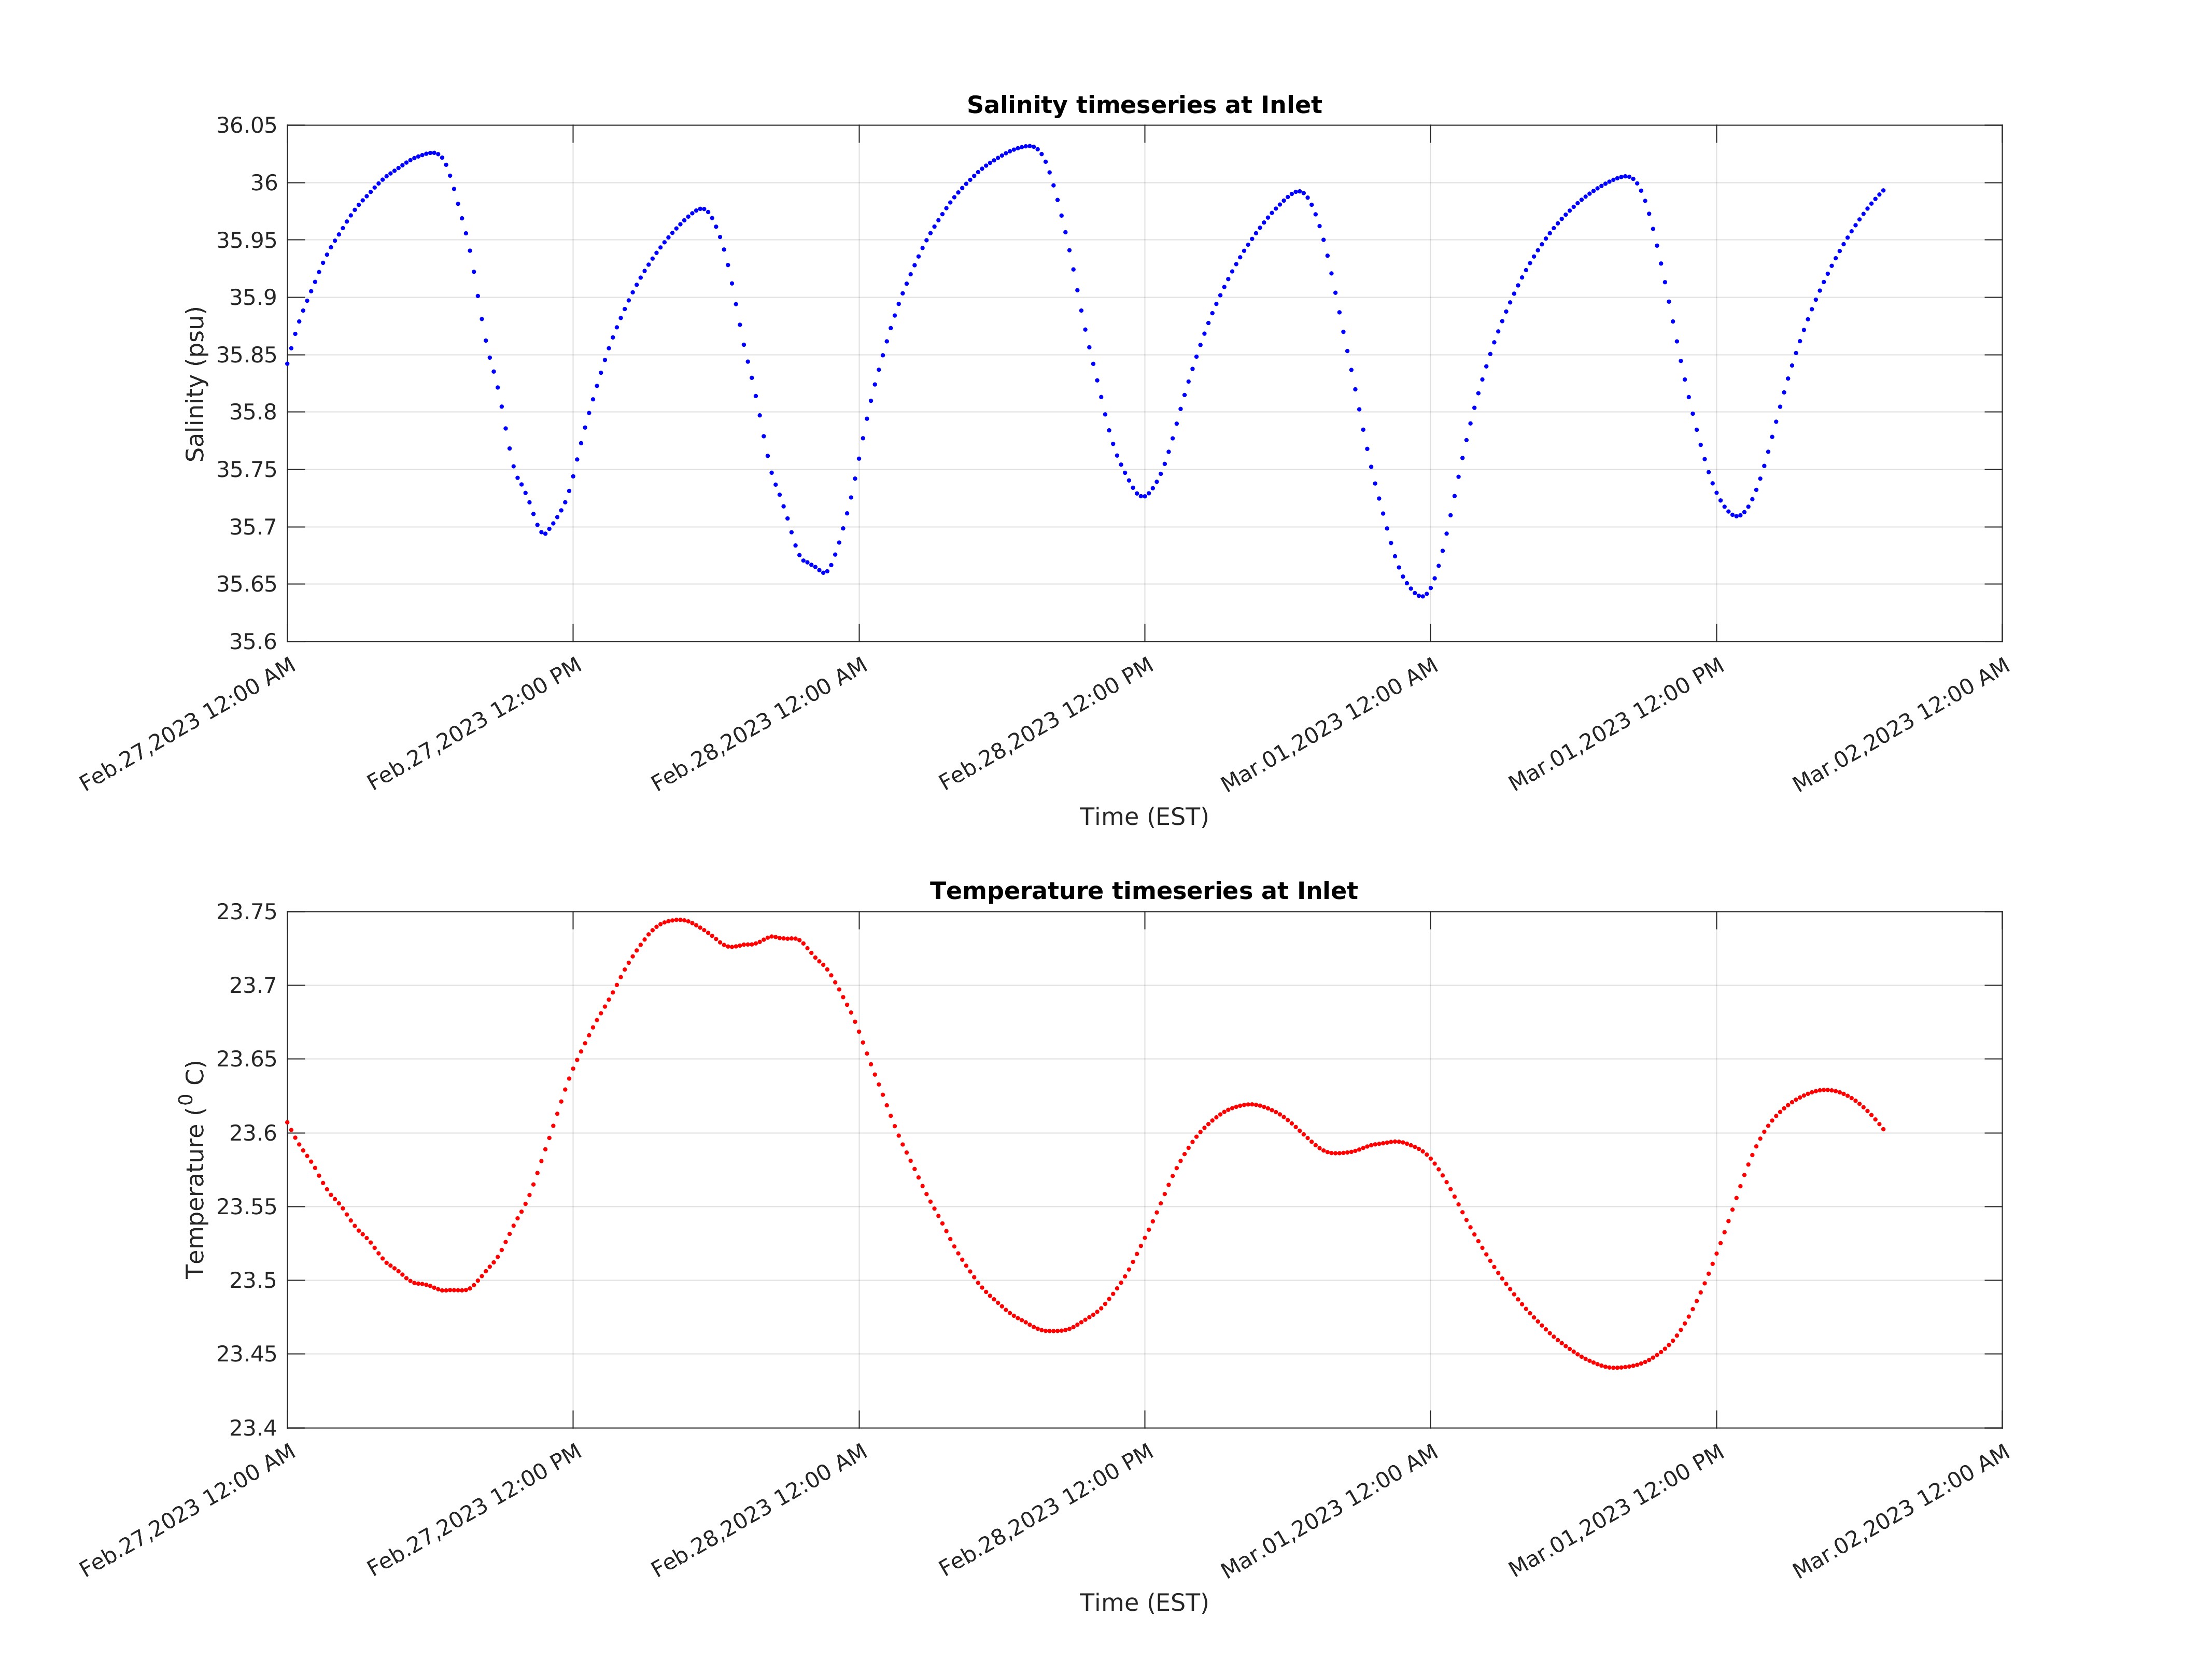 Salinity timeseries at Inlet
36.05
36
35.95
35.9
35.85
35.8
35.75
35.7
35.65
35.6
Salinity (psu)
Feb.27,2023 12:00 AM
Feb.27,2023 12:00 PM
Feb.28,2023 12:00 AM
Feb.28,2023 12:00 PM
Mar.01,2023 12:00 AM
Mar.01,2023 12:00 PM
Mar.02,2023 12:00 AM
Time (EST)
Temperature timeseries at Inlet
23.75
23.7
23.65
23.6
23.55
23.5
23.45
23.4
Temperature (⁰ C)
Feb.27,2023 12:00 AM
Feb.27,2023 12:00 PM
Feb.28,2023 12:00 AM
Feb.28,2023 12:00 PM
Mar.01,2023 12:00 AM
Mar.01,2023 12:00 PM
Mar.02,2023 12:00 AM
Time (EST)